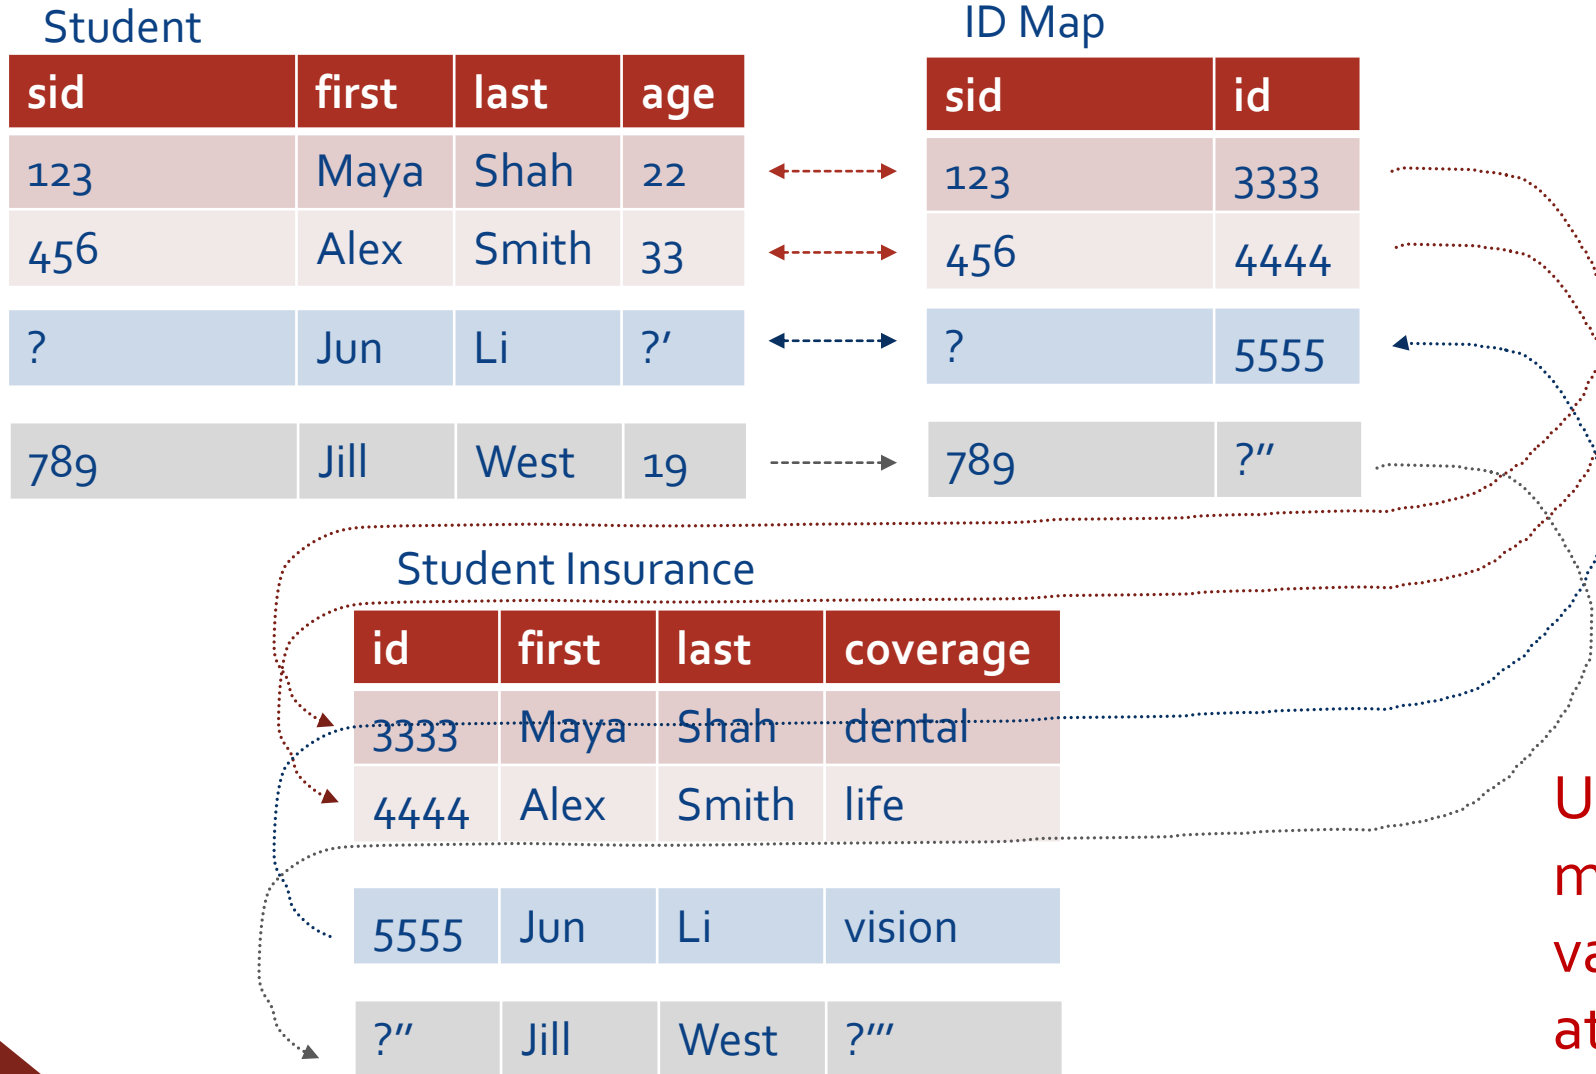 Student
sid first last age
123 Maya Shah 22
456 Alex Smith 33
? Jun Li ?'
789 Jill West 19
ID Map
sid id
123 3333
456 4444
? 5555
789 ?''
Student Insurance
id first last coverage
3333 Maya Shah dental
4444 Alex Smith life
5555 Jun Li vision
?'' Jill West ?'''